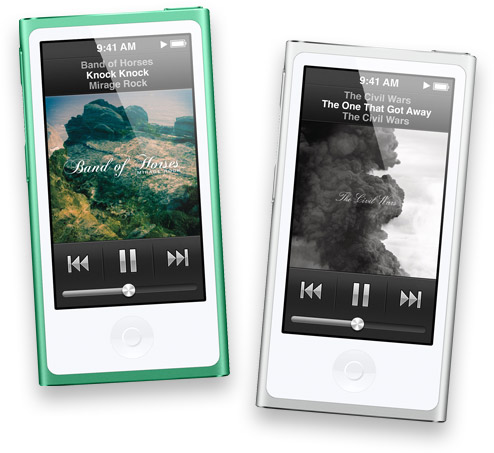 9:41 AM
Band of Horses
Knock Knock
Mirage Rock
Band of Horses
MIRAGE ROCK
9:41 AM
The Civil Wars
The One That Got Away
The Civil Wars
The Civil Wars